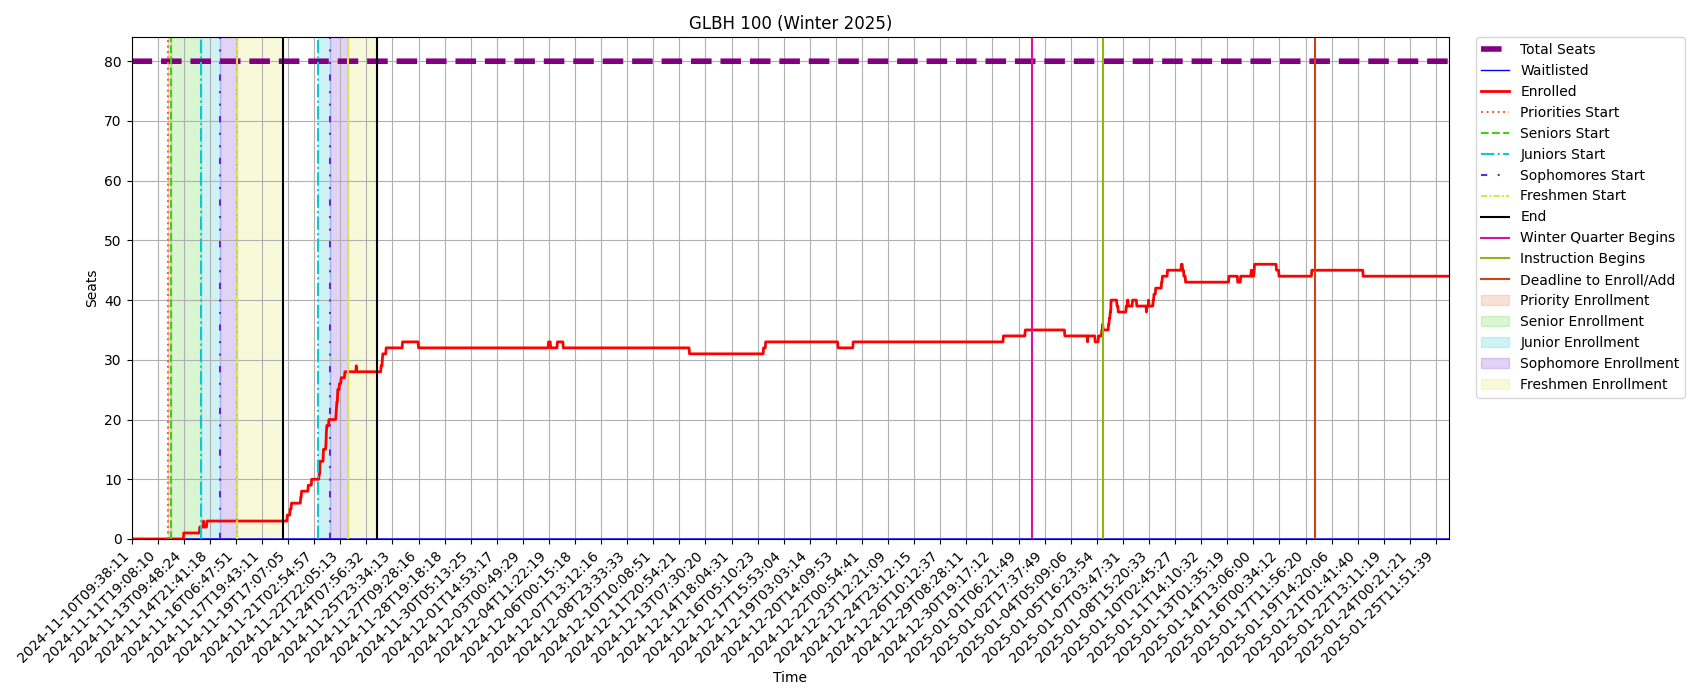 GLBH 100 (Winter 2025)
Seats
80
70
60
50
40
30
20
10
0
2024-11-10T09:38:11
2024-11-11T19:08:10
2024-11-13T09:48:24
2024-11-14T21:41:18
2024-11-16T06:47:51
2024-11-17T19:43:11
2024-11-19T17:07:05
2024-11-21T02:54:57
2024-11-22T22:05:13
2024-11-24T07:56:32
2024-11-25T23:34:13
2024-11-27T09:28:16
2024-11-28T19:18:18
2024-11-30T05:13:25
2024-12-01T14:53:17
2024-12-03T00:49:29
2024-12-04T11:22:19
2024-12-06T00:15:18
2024-12-07T13:12:16
2024-12-08T23:33:33
2024-12-10T10:08:51
2024-12-11T20:54:21
2024-12-13T07:30:20
2024-12-14T18:04:31
2024-12-16T05:10:23
2024-12-17T15:53:04
2024-12-19T03:03:14
2024-12-20T14:09:53
2024-12-22T00:54:41
2024-12-23T12:21:09
2024-12-24T23:12:15
2024-12-26T10:12:37
2024-12-29T08:28:11
2024-12-30T19:17:12
2025-01-01T06:21:49
2025-01-02T17:37:49
2025-01-04T05:09:06
2025-01-05T16:23:54
2025-01-07T03:47:31
2025-01-08T15:20:33
2025-01-10T02:45:27
2025-01-11T14:10:32
2025-01-13T01:35:19
2025-01-14T13:06:00
2025-01-16T00:34:12
2025-01-17T11:56:20
2025-01-19T14:20:06
2025-01-21T01:41:40
2025-01-22T13:11:19
2025-01-24T00:21:21
2025-01-25T11:51:39
Time
Total Seats
Waitlisted
Enrolled
Priorities Start
Seniors Start
Juniors Start
Sophomores Start
Freshmen Start
End
Winter Quarter Begins
Instruction Begins
Deadline to Enroll/Add
Priority Enrollment
Senior Enrollment
Junior Enrollment
Sophomore Enrollment
Freshmen Enrollment